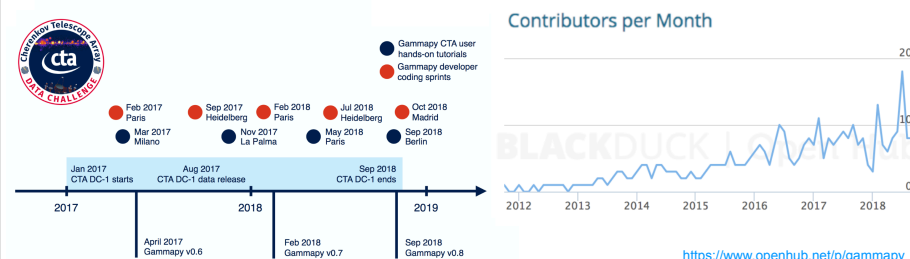 Cherenkov Telescope Array
cta
DATA CHALLENGE
Gammapy CTA user
hands-on tutorials
Gammapy developer
coding sprints
Feb 2017
Paris
Sep 2017
Heidelberg
Feb 2018
Paris
Jul 2018
Heidelberg
Oct 2018
Madrid
Mar 2017
Milano
Nov 2017
La Palma
May 2018
Paris
Sep 2018
Berlin
Jan 2017
CTA DC-1 starts
Aug 2017
CTA DC-1 data release
Sep 2018
CTA DC-1 ends
2017
2018
2019
April 2017
Gammapy v0.6
Feb 2018
Gammapy v0.7
Sep 2018
Gammapy v0.8
Contributors per Month
20
10
0
BLACKDUCK |
2012
2013
2014
2015
2016
2017
2018
https://www.openhub.net/p/gammapy